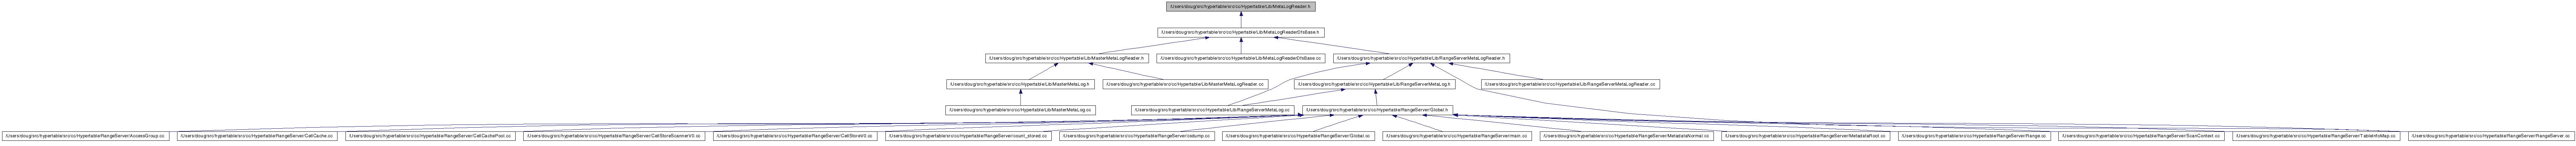 /Users/doug/src/hypertable/src/cc/Hypertable/Lib/MetaLogReader.h
/Users/doug/src/hypertable/src/cc/Hypertable/Lib/MetaLogReaderDfsBase.h
/Users/doug/src/hypertable/src/cc/Hypertable/Lib/MasterMetaLogReader.h
/Users/doug/src/hypertable/src/cc/Hypertable/Lib/MetaLogReaderDfsBase.cc
/Users/doug/src/hypertable/src/cc/Hypertable/Lib/RangeServerMetaLogReader.h
/Users/doug/src/hypertable/src/cc/Hypertable/Lib/MasterMetaLog.h
/Users/doug/src/hypertable/src/cc/Hypertable/Lib/MasterMetaLogReader.cc
/Users/doug/src/hypertable/src/cc/Hypertable/Lib/RangeServerMetaLog.h
/Users/doug/src/hypertable/src/cc/Hypertable/Lib/RangeServerMetaLogReader.cc
/Users/doug/src/hypertable/src/cc/Hypertable/Lib/MasterMetaLog.cc
/Users/doug/src/hypertable/src/cc/Hypertable/Lib/RangeServerMetaLog.cc
/Users/doug/src/hypertable/src/cc/Hypertable/RangeServer/Global.h
/Users/doug/src/hypertable/src/cc/Hypertable/RangeServer/AccessGroup.cc
/Users/doug/src/hypertable/src/cc/Hypertable/RangeServer/CellCache.cc
/Users/doug/src/hypertable/src/cc/Hypertable/RangeServer/CellCachePool.cc
/Users/doug/src/hypertable/src/cc/Hypertable/RangeServer/CellStoreScannerV0.cc
/Users/doug/src/hypertable/src/cc/Hypertable/RangeServer/CellStoreV0.cc
/Users/doug/src/hypertable/src/cc/Hypertable/RangeServer/count_stored.cc
/Users/doug/src/hypertable/src/cc/Hypertable/RangeServer/csdump.cc
/Users/doug/src/hypertable/src/cc/Hypertable/RangeServer/Global.cc
/Users/doug/src/hypertable/src/cc/Hypertable/RangeServer/main.cc
/Users/doug/src/hypertable/src/cc/Hypertable/RangeServer/MetadataNormal.cc
/Users/doug/src/hypertable/src/cc/Hypertable/RangeServer/MetadataRoot.cc
/Users/doug/src/hypertable/src/cc/Hypertable/RangeServer/Range.cc
/Users/doug/src/hypertable/src/cc/Hypertable/RangeServer/ScanContext.cc
/Users/doug/src/hypertable/src/cc/Hypertable/RangeServer/TableInfoMap.cc
/Users/doug/src/hypertable/src/cc/Hypertable/RangeServer/RangeServer.cc